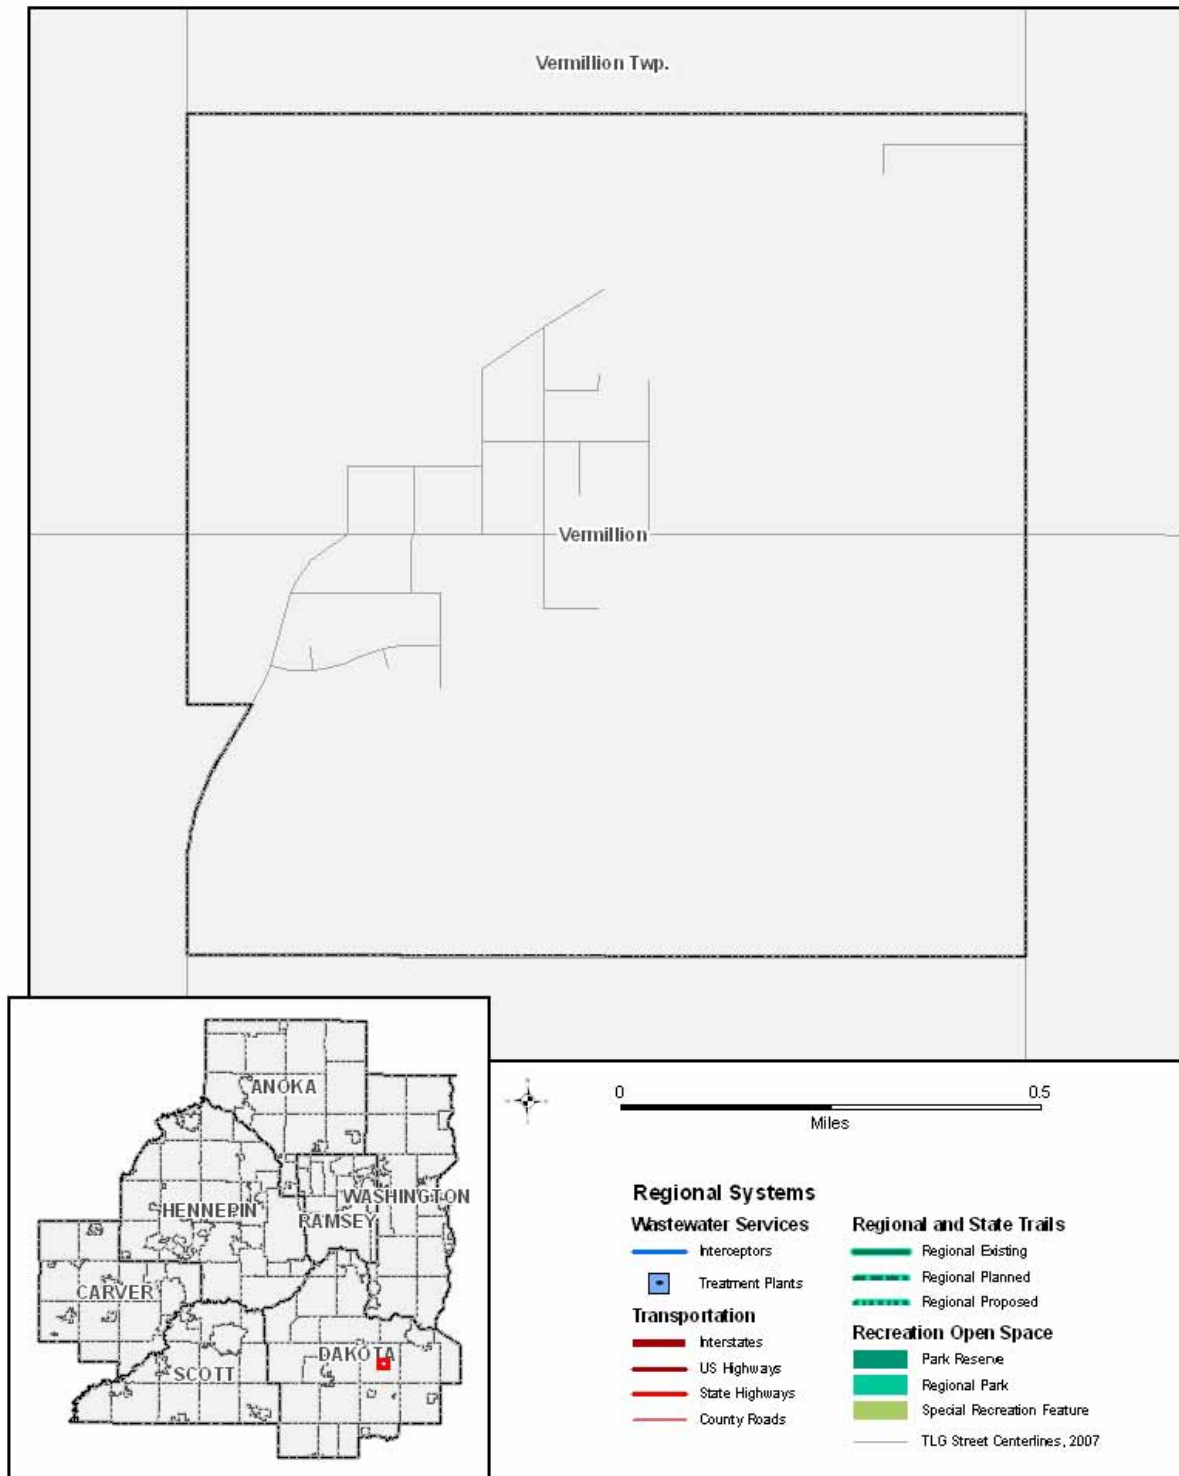 Vermillion Twp.
Vermillion
ANOKA
WASHINGTON
HENNEPIN
RAMSEY
CARVER
DAKOTA
SCOTT
0 0.5
Miles
Regional Systems
Wastewater Services
Interceptors
Treatment Plants
Transportation
Interstates
US Highways
State Highways
County Roads
Regional and State Trails
Regional Existing
Regional Planned
Regional Proposed
Recreation Open Space
Park Reserve
Regional Park
Special Recreation Feature
TLG Street Centerlines, 2007